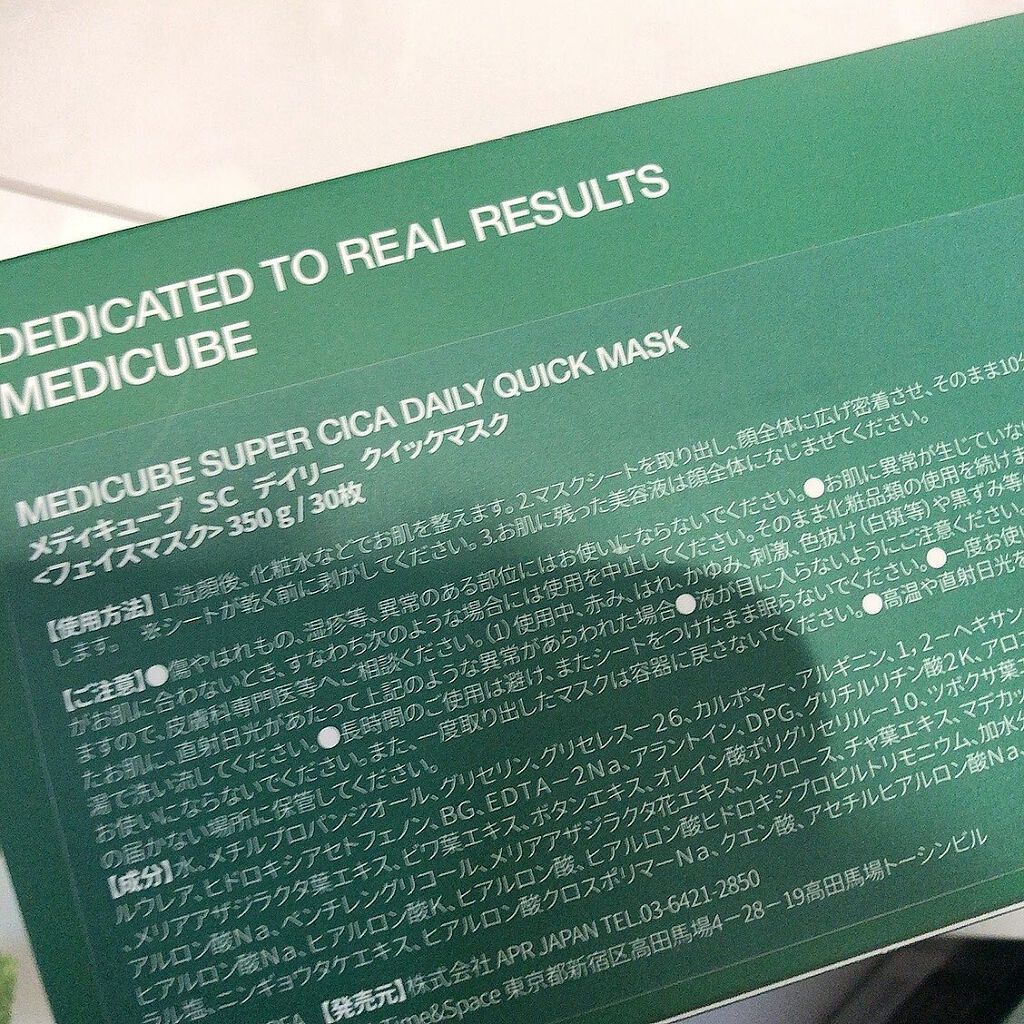 DEDICATED TO REAL RESULTS
MEDICUBE
MEDICUBE SUPER CICA DAILY QUICK MASK
メディキューブ SC デイリー クイックマスク
<フェイスマスク> 350g/30枚
【使用方法】1.洗顔後、化粧水などでお肌を整えます。2.マスクシートを取り出し、顔全体に広げ密着させ、そのまま10分
します。 ※シートが乾く前に剥がしてください。3.お肌に残った美容液は顔全体になじませてください。
【ご注意】●傷やはれもの、湿疹等、異常のある部位にはお使いにならないでください。●お肌に異常が生じていな
がお肌に合わないとき、すなわち次のような場合には使用を中止してください。そのまま化粧品類の使用を続けま
ますので、皮膚科専門医等へご相談ください。(1)使用中、赤み、はれ、かゆみ、刺激、色抜け(白斑等)や黒ずみ等
たお肌に、直射日光があたって上記のような異常があらわれた場合●液が目に入らないようにご注意ください。
で洗い流してください。●長時間のご使用は避け、またシートをつけたまま眠らないでください。●一度お使
お使いにならないでください。また、一度取り出したマスクは容器に戻さないでください。●高温や直射日光を
の届かない場所に保管してください。
【成分】水、メチルプロパンジオール、グリセリン、グリセレス－26、カルボマー、アルギニン、1,2－ヘキサン
ルウレア、ヒドロキシアセトフェノン、BG、EDTA－2Na、アラントイン、DPG、グリチルリチン酸2K、アロエ
、メリアアザジラクタ葉エキス、ビワ葉エキス、ボタンエキス、オレイン酸ポリグリセリル－10、ツボクサ葉エ
アルロン酸Na、ペンチレングリコール、メリアアザジラクタ花エキス、スクロース、チャ葉エキス、マデカッ
ヒアルロン酸Na、ヒアルロン酸K、ヒアルロン酸、ヒアルロン酸ヒドロキシプロピルトリモニウム、加水
ラル塩、ニンギョウタケエキス、ヒアルロン酸クロスポリマーNa、クエン酸、アセチルヒアルロン酸Na
【発売元】株式会社 APR JAPAN TEL.03-6421-2850
Time&Space 東京都新宿区高田馬場4－28－19高田馬場トーシンビル